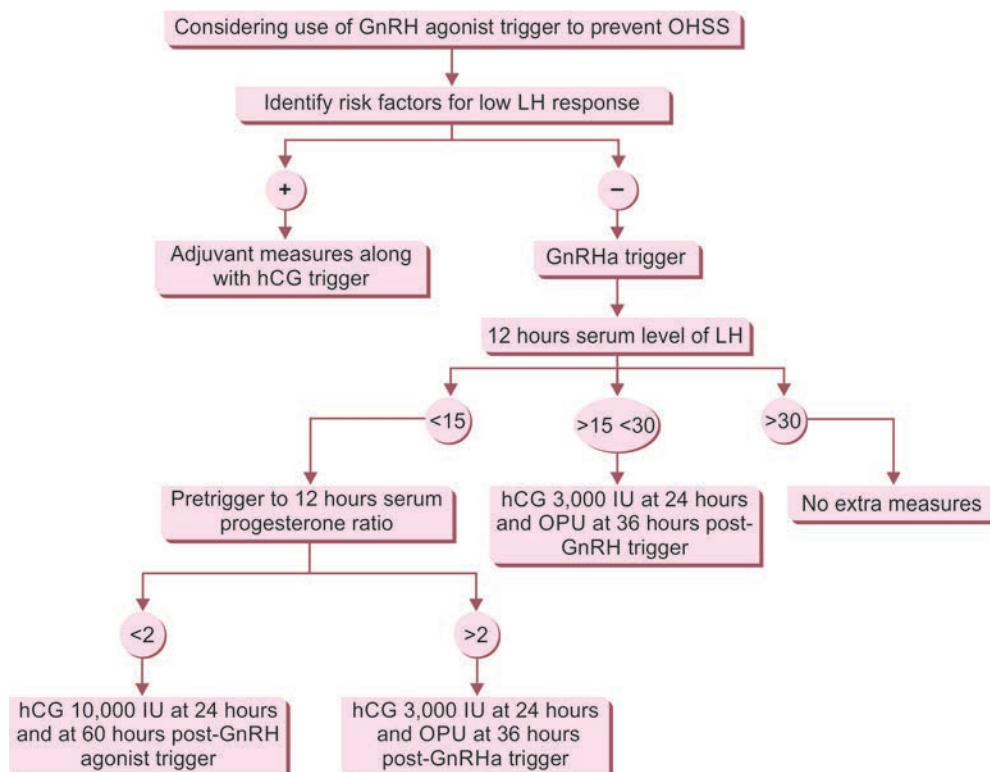 Considering use of GnRH agonist trigger to prevent OHSS
Identify risk factors for low LH response
+
–
Adjuvant measures along
with hCG trigger
GnRHa trigger
12 hours serum level of LH
<15
>15 <30
>30
Pretrigger to 12 hours serum
progesterone ratio
hCG 3,000 IU at 24 hours
and OPU at 36 hours post-
GnRH trigger
No extra measures
<2
>2
hCG 10,000 IU at 24 hours
and at 60 hours post-GnRH
agonist trigger
hCG 3,000 IU at 24 hours
and OPU at 36 hours
post-GnRHa trigger